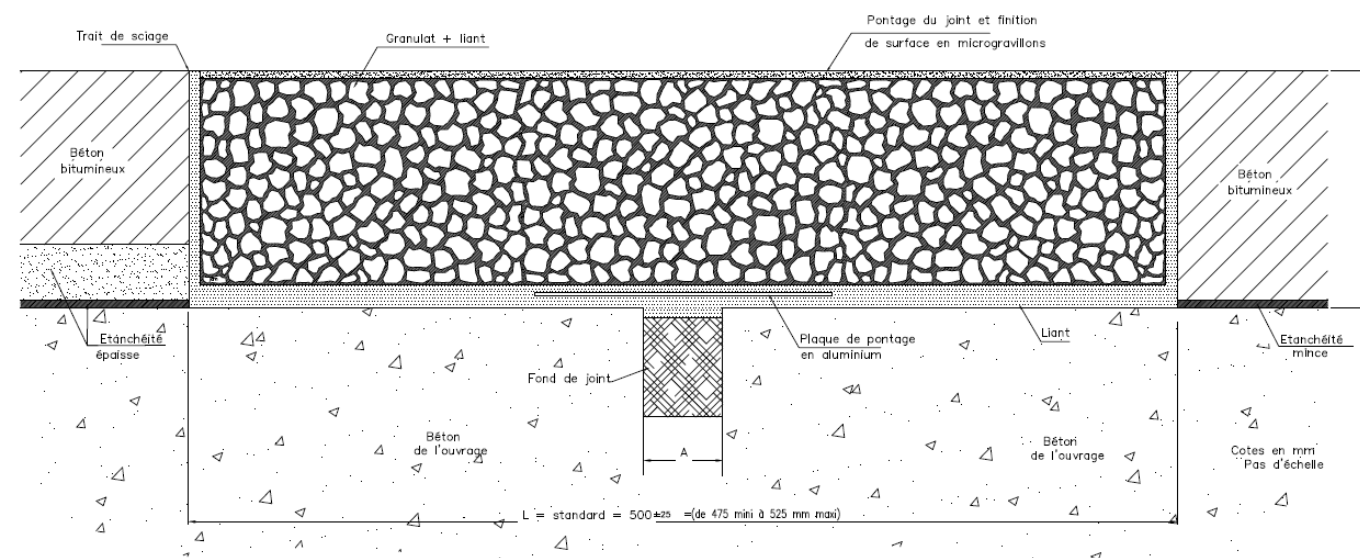 Pontage du joint et finition
de surface en microgravillons
Trait de sciage
Granulat + liant
Béton
bitumineux
Béton
bitumineux
Etanchéité
épaisse
Plaque de pontage
en aluminium
Liant
Etanchéité
mince
Fond de joint
Béton
de l'ouvrage
A
Béton
de l'ouvrage
Cotes en mm
Pas d'échelle
L = standard = 500±25 =(de 475 mini à 525 mm maxi)